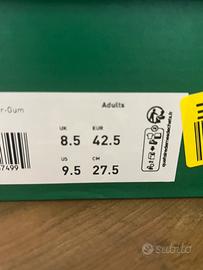 r-Gum
Adults
UK EUR
8.5 42.5
US CM
9.5 27.5
7499
subito